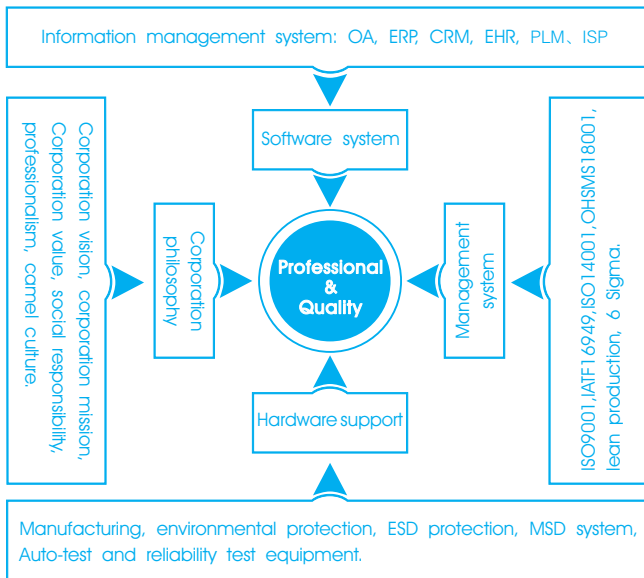 Information management system: OA, ERP, CRM, EHR, PLM、ISP
Software system
Corporation vision, corporation mission,
Corporation value, social responsibility,
professionalism, camel culture.
Corporation
philosophy
Professional
&
Quality
Management
system
ISO9001,IATF16949,ISO14001,OHSMS18001,
lean production, 6 Sigma.
Hardware support
Manufacturing, environmental protection, ESD protection, MSD system,
Auto-test and reliability test equipment.